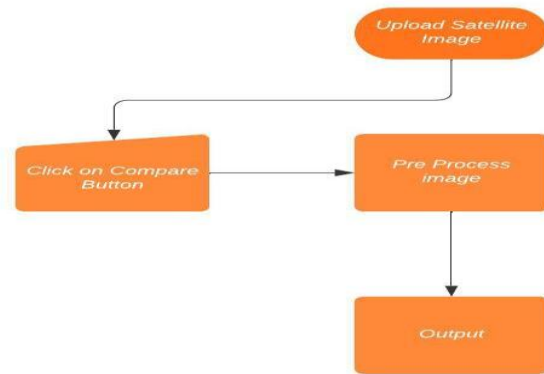 Upload Satellite
Image
Click on Compare
Button
Pre Process
image
Output